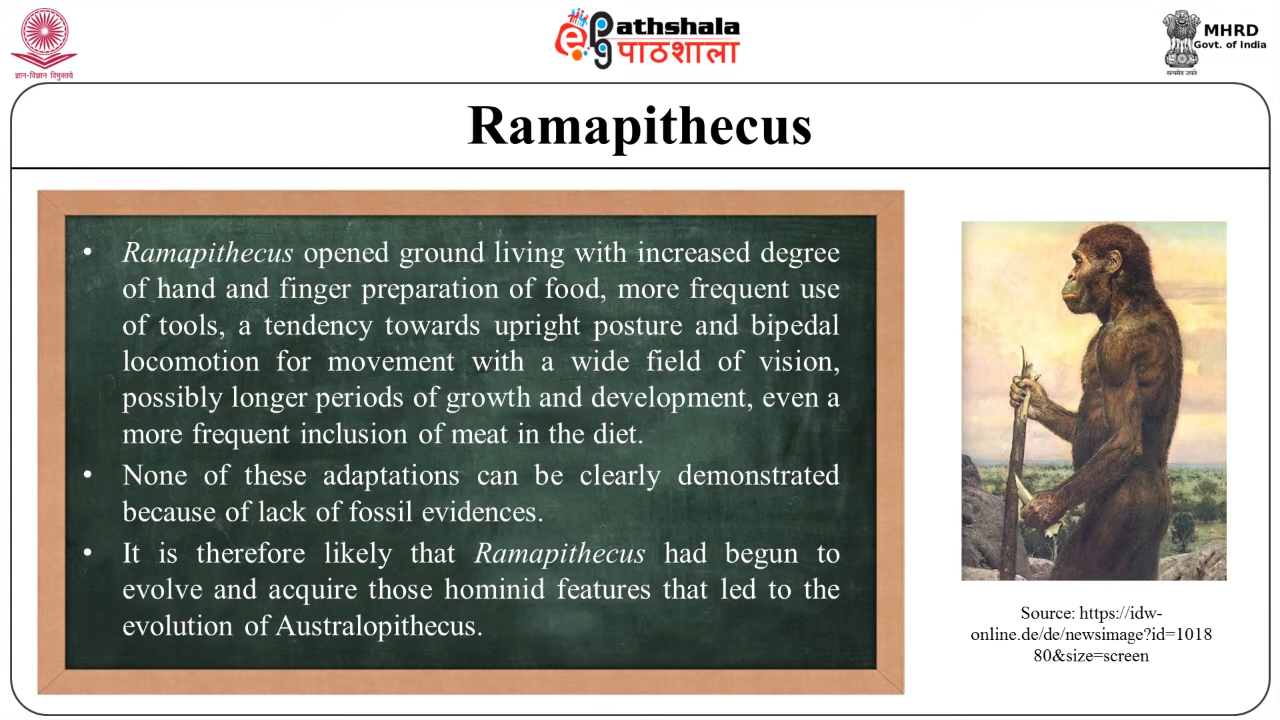 ज्ञान-विज्ञान विमुक्तये
ePathshala
पाठशाला
MHRD
Govt. of India
सत्यमेव जयते
Ramapithecus
• Ramapithecus opened ground living with increased degree
of hand and finger preparation of food, more frequent use
of tools, a tendency towards upright posture and bipedal
locomotion for movement with a wide field of vision,
possibly longer periods of growth and development, even a
more frequent inclusion of meat in the diet.
• None of these adaptations can be clearly demonstrated
because of lack of fossil evidences.
• It is therefore likely that Ramapithecus had begun to
evolve and acquire those hominid features that led to the
evolution of Australopithecus.
Source: https://idw-
online.de/de/newsimage?id=1018
80&size=screen